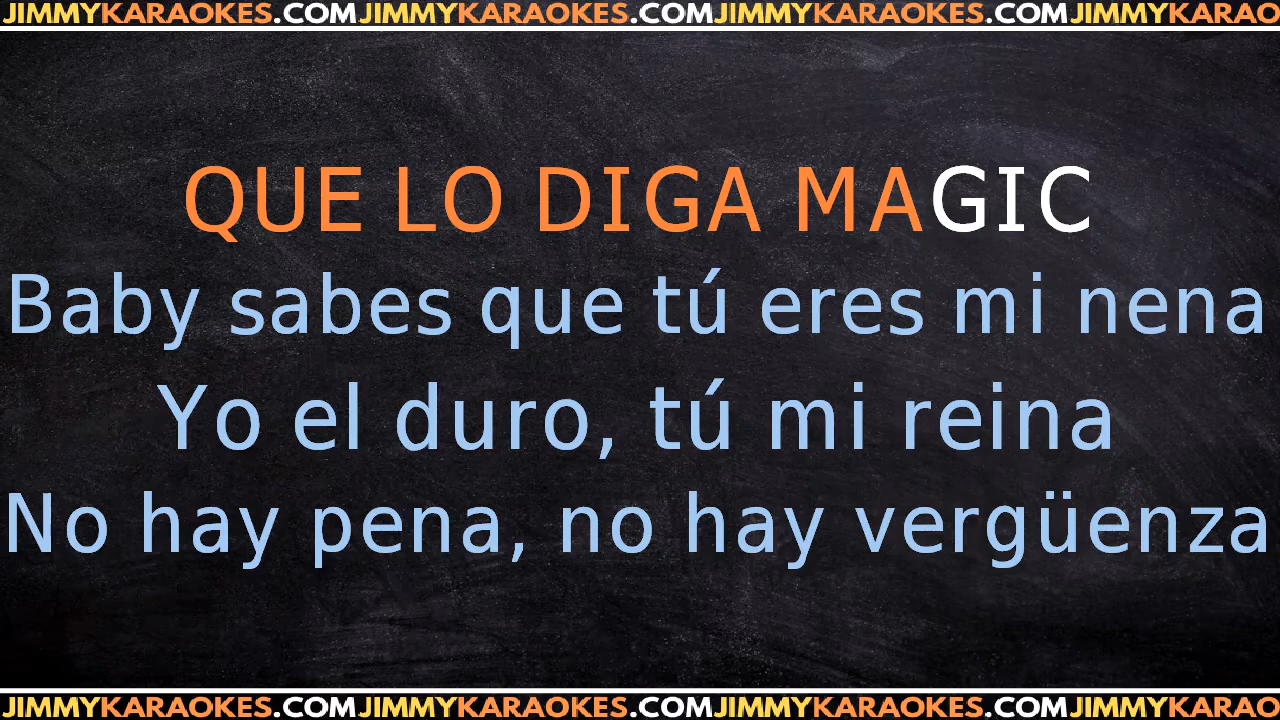 JIMMYKARAOKES.COMJIMMYKARAOKES.COMJIMMYKARAOKES.COMJIMMYKARAO
QUE LO DIGA MAGIC
Baby sabes que tú eres mi nena
Yo el duro, tú mi reina
No hay pena, no hay vergüenza
JIMMYKARAOKES.COMJIMMYKARAOKES.COMJIMMYKARAOKES.COMJIMMYKARAO